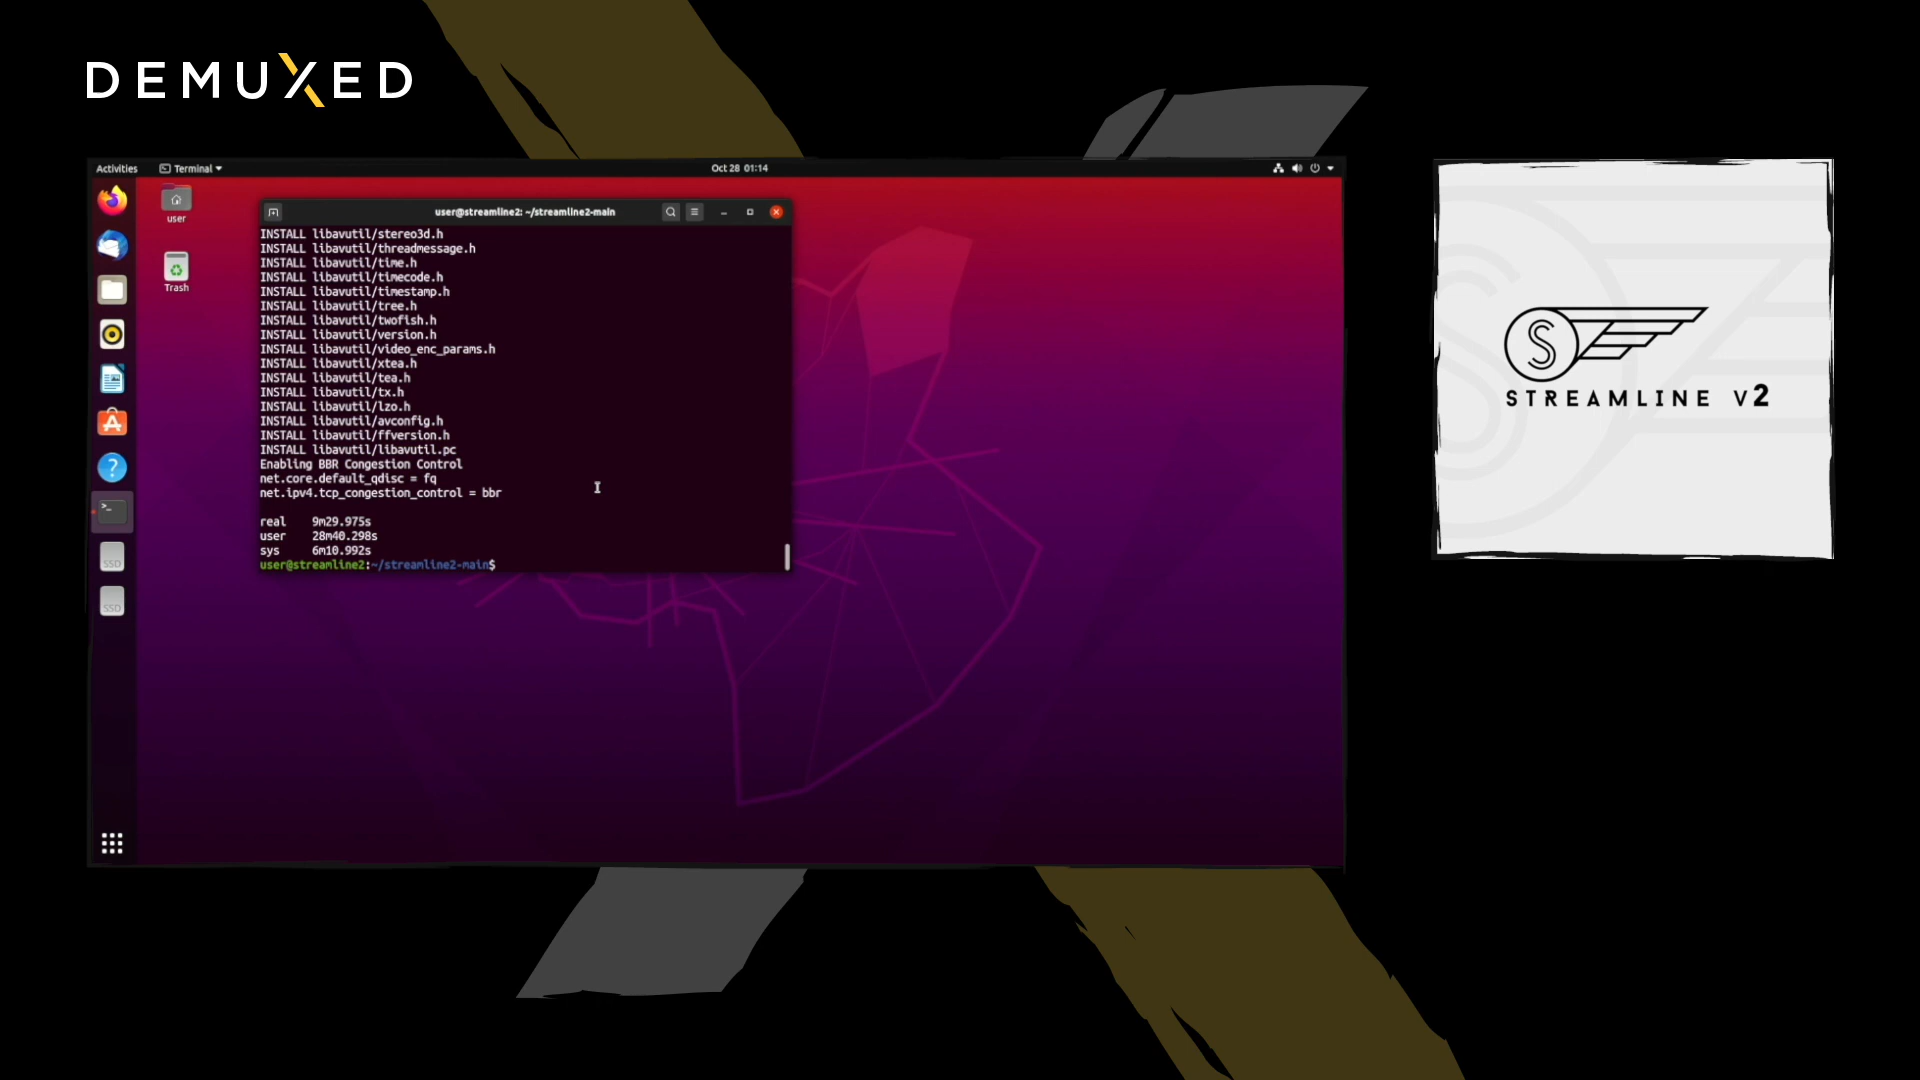 DEMUXED
Activities
Terminal
Oct 28 01:14
user
Trash
user@streamline2: ~/streamline2-main
INSTALL libavutil/stereo3d.h
INSTALL libavutil/threadmessage.h
INSTALL libavutil/time.h
INSTALL libavutil/timecode.h
INSTALL libavutil/timestamp.h
INSTALL libavutil/tree.h
INSTALL libavutil/twofish.h
INSTALL libavutil/version.h
INSTALL libavutil/video_enc_params.h
INSTALL libavutil/xtea.h
INSTALL libavutil/tea.h
INSTALL libavutil/tx.h
INSTALL libavutil/lzo.h
INSTALL libavutil/avconfig.h
INSTALL libavutil/ffversion.h
INSTALL libavutil/libavutil.pc
Enabling BBR Congestion Control
net.core.default_qdisc = fq
net.ipv4.tcp_congestion_control = bbr
real 9m29.975s
user 28m40.298s
sys 6m10.992s
user@streamline2:~/streamline2-main$
SSD
SSD
S
STREAMLINE V2